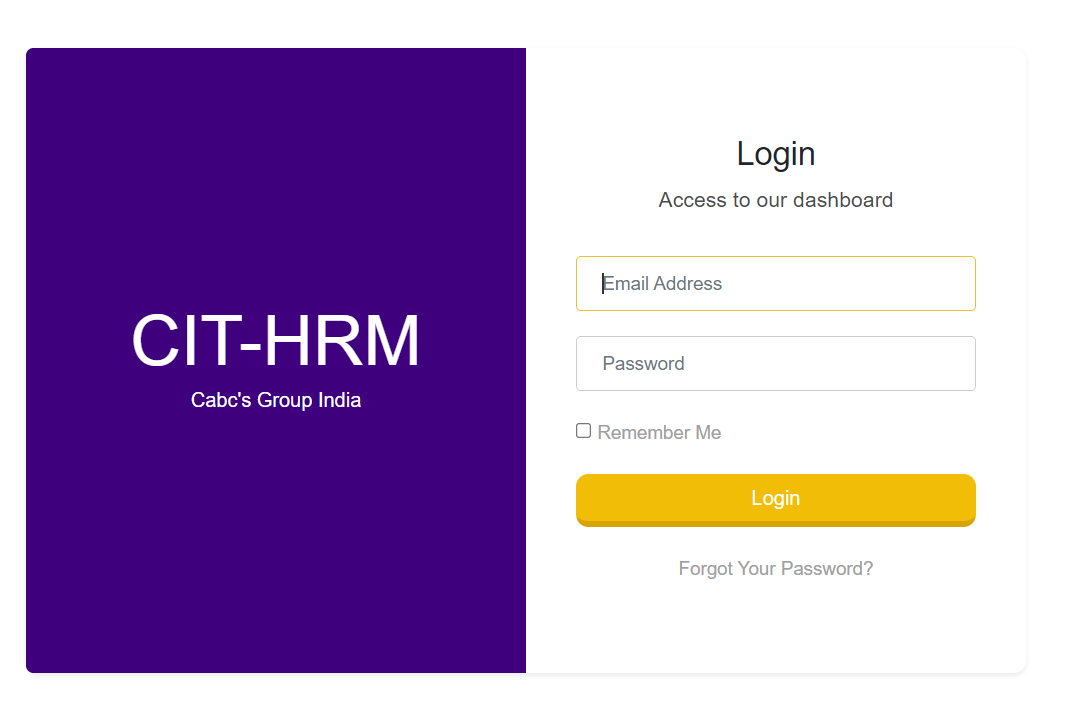 CIT-HRM
Cabc's Group India
Login
Access to our dashboard
Email Address
Password
Remember Me
Login
Forgot Your Password?